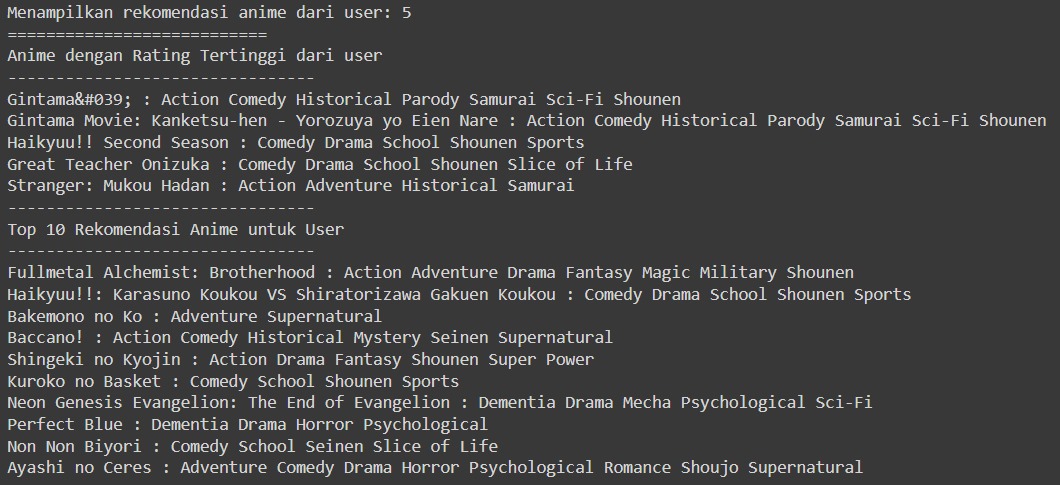 Menampilkan rekomendasi anime dari user: 5
===========================
Anime dengan Rating Tertinggi dari user
--------------------------------
Gintama&#039; : Action Comedy Historical Parody Samurai Sci-Fi Shounen
Gintama Movie: Kanketsu-hen - Yorozuya yo Eien Nare : Action Comedy Historical Parody Samurai Sci-Fi Shounen
Haikyuu!! Second Season : Comedy Drama School Shounen Sports
Great Teacher Onizuka : Comedy Drama School Shounen Slice of Life
Stranger: Mukou Hadan : Action Adventure Historical Samurai
--------------------------------
Top 10 Rekomendasi Anime untuk User
--------------------------------
Fullmetal Alchemist: Brotherhood : Action Adventure Drama Fantasy Magic Military Shounen
Haikyuu!!: Karasuno Koukou VS Shiratorizawa Gakuen Koukou : Comedy Drama School Shounen Sports
Bakemono no Ko : Adventure Supernatural
Baccano! : Action Comedy Historical Mystery Seinen Supernatural
Shingeki no Kyojin : Action Drama Fantasy Shounen Super Power
Kuroko no Basket : Comedy School Shounen Sports
Neon Genesis Evangelion: The End of Evangelion : Dementia Drama Mecha Psychological Sci-Fi
Perfect Blue : Dementia Drama Horror Psychological
Non Non Biyori : Comedy School Seinen Slice of Life
Ayashi no Ceres : Adventure Comedy Drama Horror Psychological Romance Shoujo Supernatural